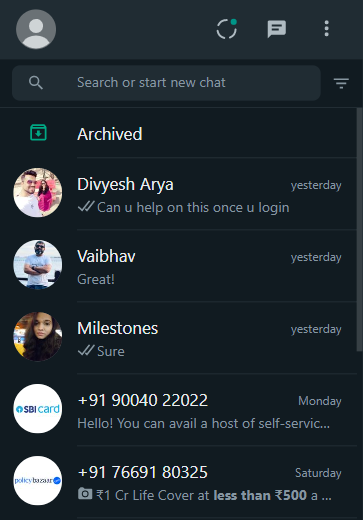 Search or start new chat
Archived
Divyesh Arya yesterday
Can u help on this once u login
Vaibhav yesterday
Great!
Milestones yesterday
Sure
SBI card
+91 90040 22022 Monday
Hello! You can avail a host of self-servic...
policybazaar
+91 76691 80325 Saturday
₹1 Cr Life Cover at less than ₹500 a ...